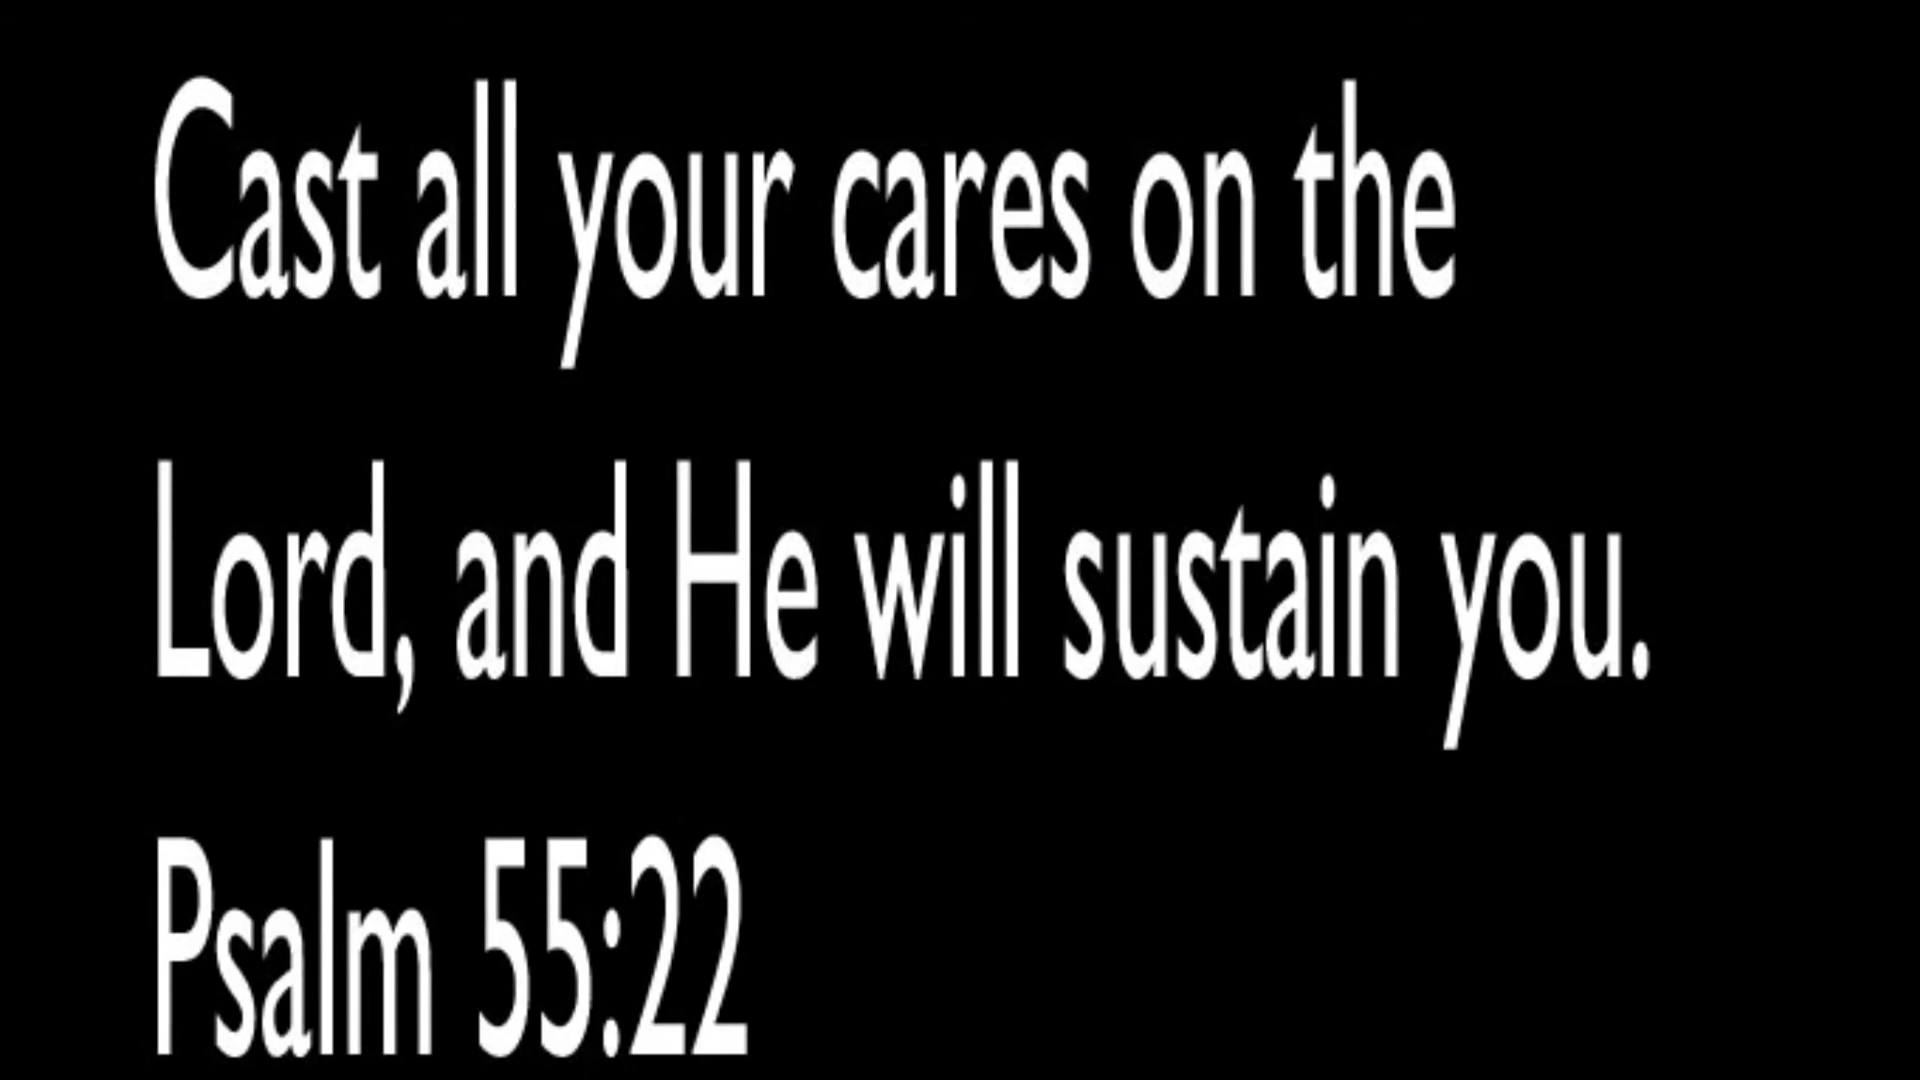 Cast all your cares on the
Lord, and He will sustain you.
Psalm 55:22